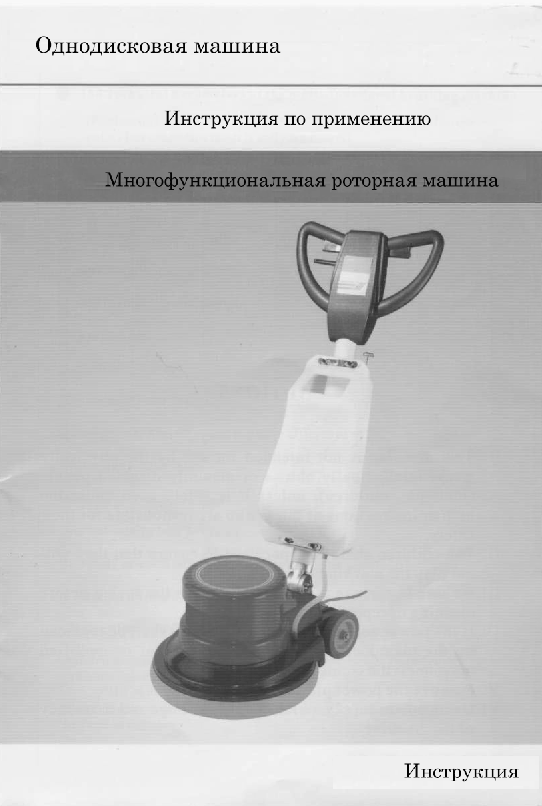 Однодисковая машина
Инструкция по применению
Многофункциональная роторная машина
Инструкция